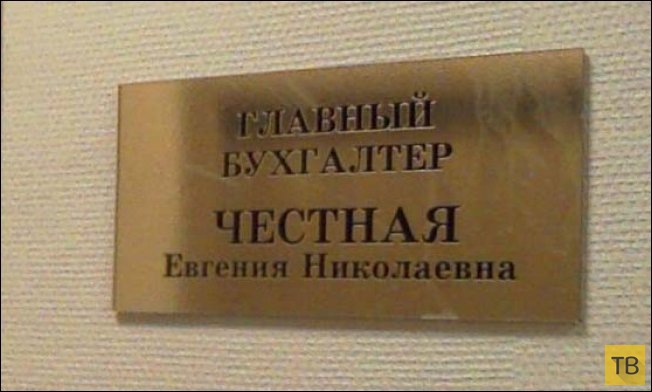 ГЛАВНЫЙ
БУХГАЛТЕР
ЧЕСТНАЯ
Евгения Николаевна
ТВ